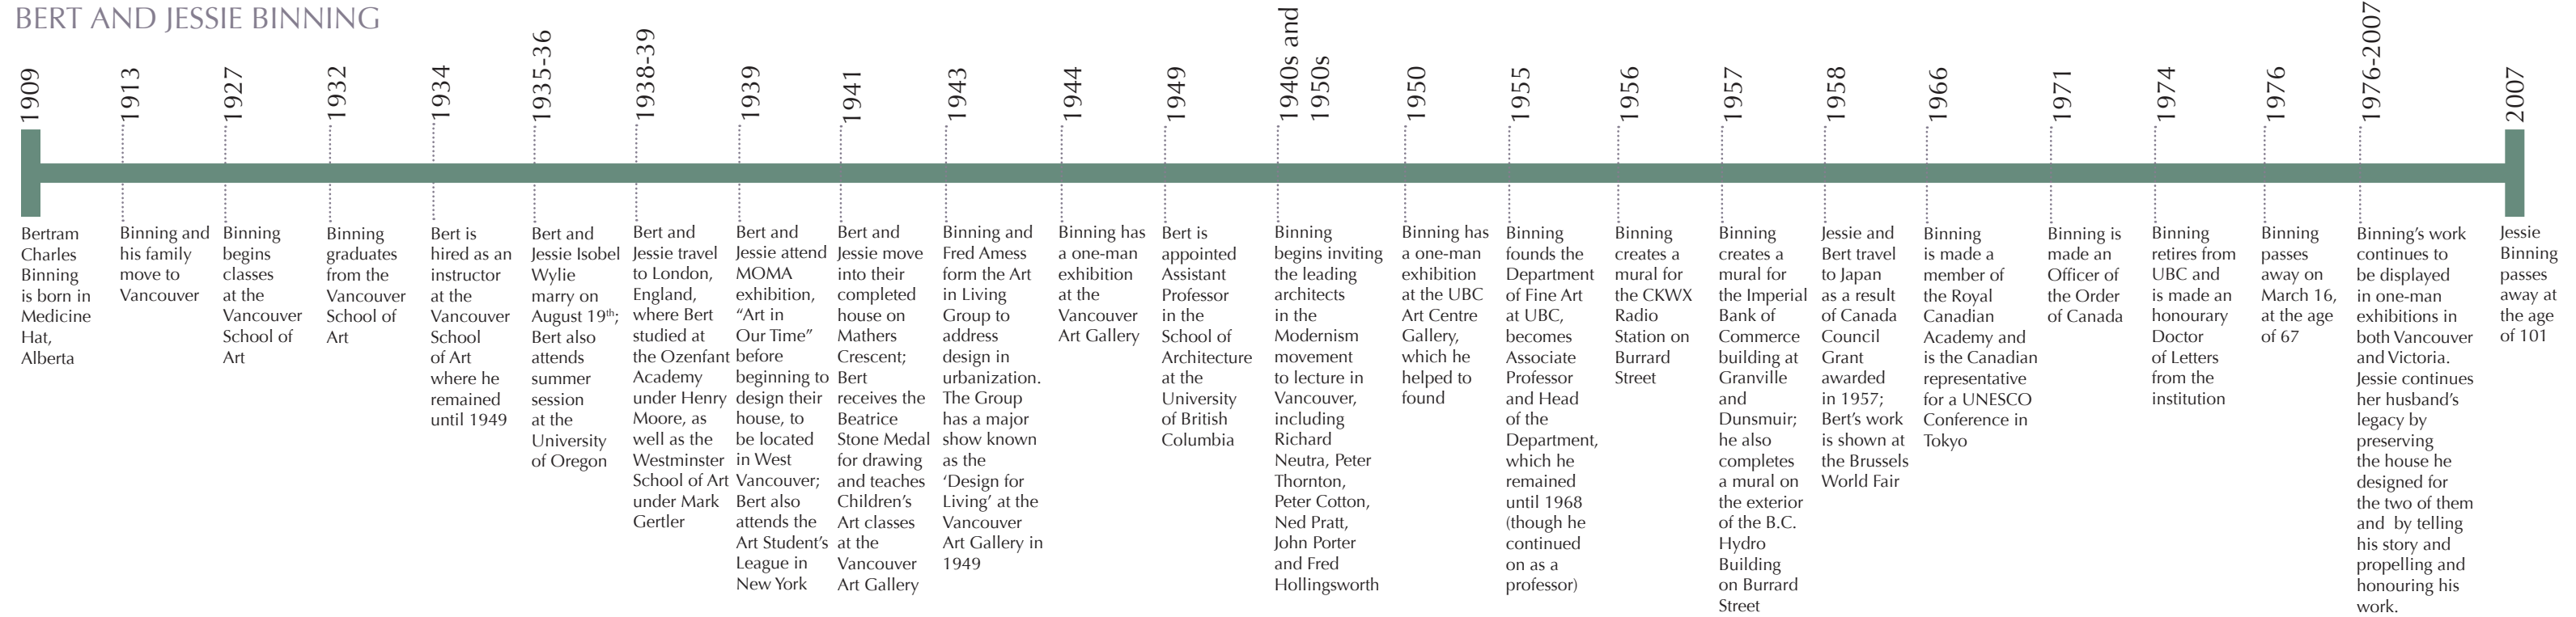 BERT AND JESSIE BINNING
1909
Bertram
Charles
Binning
is born in
Medicine
Hat,
Alberta
1913
Binning and
his family
move to
Vancouver
1927
Binning
begins
classes
at the
Vancouver
School of
Art
1932
Binning
graduates
from the
Vancouver
School of
Art
1934
Bert is
hired as an
instructor
at the
Vancouver
School
of Art
where he
remained
until 1949
1935-36
Bert and
Jessie Isobel
Wylie
marry on
August 19th;
Bert also
attends
summer
session
at the
University
of Oregon
1938-39
Bert and
Jessie travel
to London,
England,
where Bert
studied at
the Ozenfant
Academy
under Henry
Moore, as
well as the
Westminster
School of Art
under Mark
Gertler
1939
Bert and
Jessie attend
MOMA
exhibition,
“Art in
Our Time”
before
beginning to
design their
house, to
be located
in West
Vancouver;
Bert also
attends the
Art Student’s
League in
New York
1941
Bert and
Jessie move
into their
completed
house on
Mathers
Crescent;
Bert
receives the
Beatrice
Stone Medal
for drawing
and teaches
Children’s
Art classes
at the
Vancouver
Art Gallery
1943
Binning and
Fred Amess
form the Art
in Living
Group to
address
design in
urbanization.
The Group
has a major
show known
as the
‘Design for
Living’ at the
Vancouver
Art Gallery in
1949
1944
Binning has
a one-man
exhibition
at the
Vancouver
Art Gallery
1949
Bert is
appointed
Assistant
Professor
in the
School of
Architecture
at the
University
of British
Columbia
1940s and
1950s
Binning
begins inviting
the leading
architects
in the
Modernism
movement
to lecture in
Vancouver,
including
Richard
Neutra, Peter
Thornton,
Peter Cotton,
Ned Pratt,
John Porter
and Fred
Hollingsworth
1950
Binning has
a one-man
exhibition
at the UBC
Art Centre
Gallery,
which he
helped to
found
1955
Binning
founds the
Department
of Fine Art
at UBC,
becomes
Associate
Professor
and Head
of the
Department,
which he
remained
until 1968
(though he
continued
on as a
professor)
1956
Binning
creates a
mural for
the CKWX
Radio
Station on
Burrard
Street
1957
Binning
creates a
mural for
the Imperial
Bank of
Commerce
building at
Granville
and
Dunsmuir;
he also
completes
a mural on
the exterior
of the B.C.
Hydro
Building
on Burrard
Street
1958
Jessie and
Bert travel
to Japan
as a result
of Canada
Council
Grant
awarded
in 1957;
Bert’s work
is shown at
the Brussels
World Fair
1966
Binning
is made a
member of
the Royal
Canadian
Academy and
is the Canadian
representative
for a UNESCO
Conference in
Tokyo
1971
Binning is
made an
Officer of
the Order
of Canada
1974
Binning
retires from
UBC and
is made an
honourary
Doctor
of Letters
from the
institution
1976
Binning
passes
away on
March 16,
at the age
of 67
1976-2007
Binning’s work
continues to
be displayed
in one-man
exhibitions in
both Vancouver
and Victoria.
Jessie continues
her husband’s
legacy by
preserving
the house he
designed for
the two of them
and by telling
his story and
propelling and
honouring his
work.
2007
Jessie
Binning
passes
away at
the age
of 101